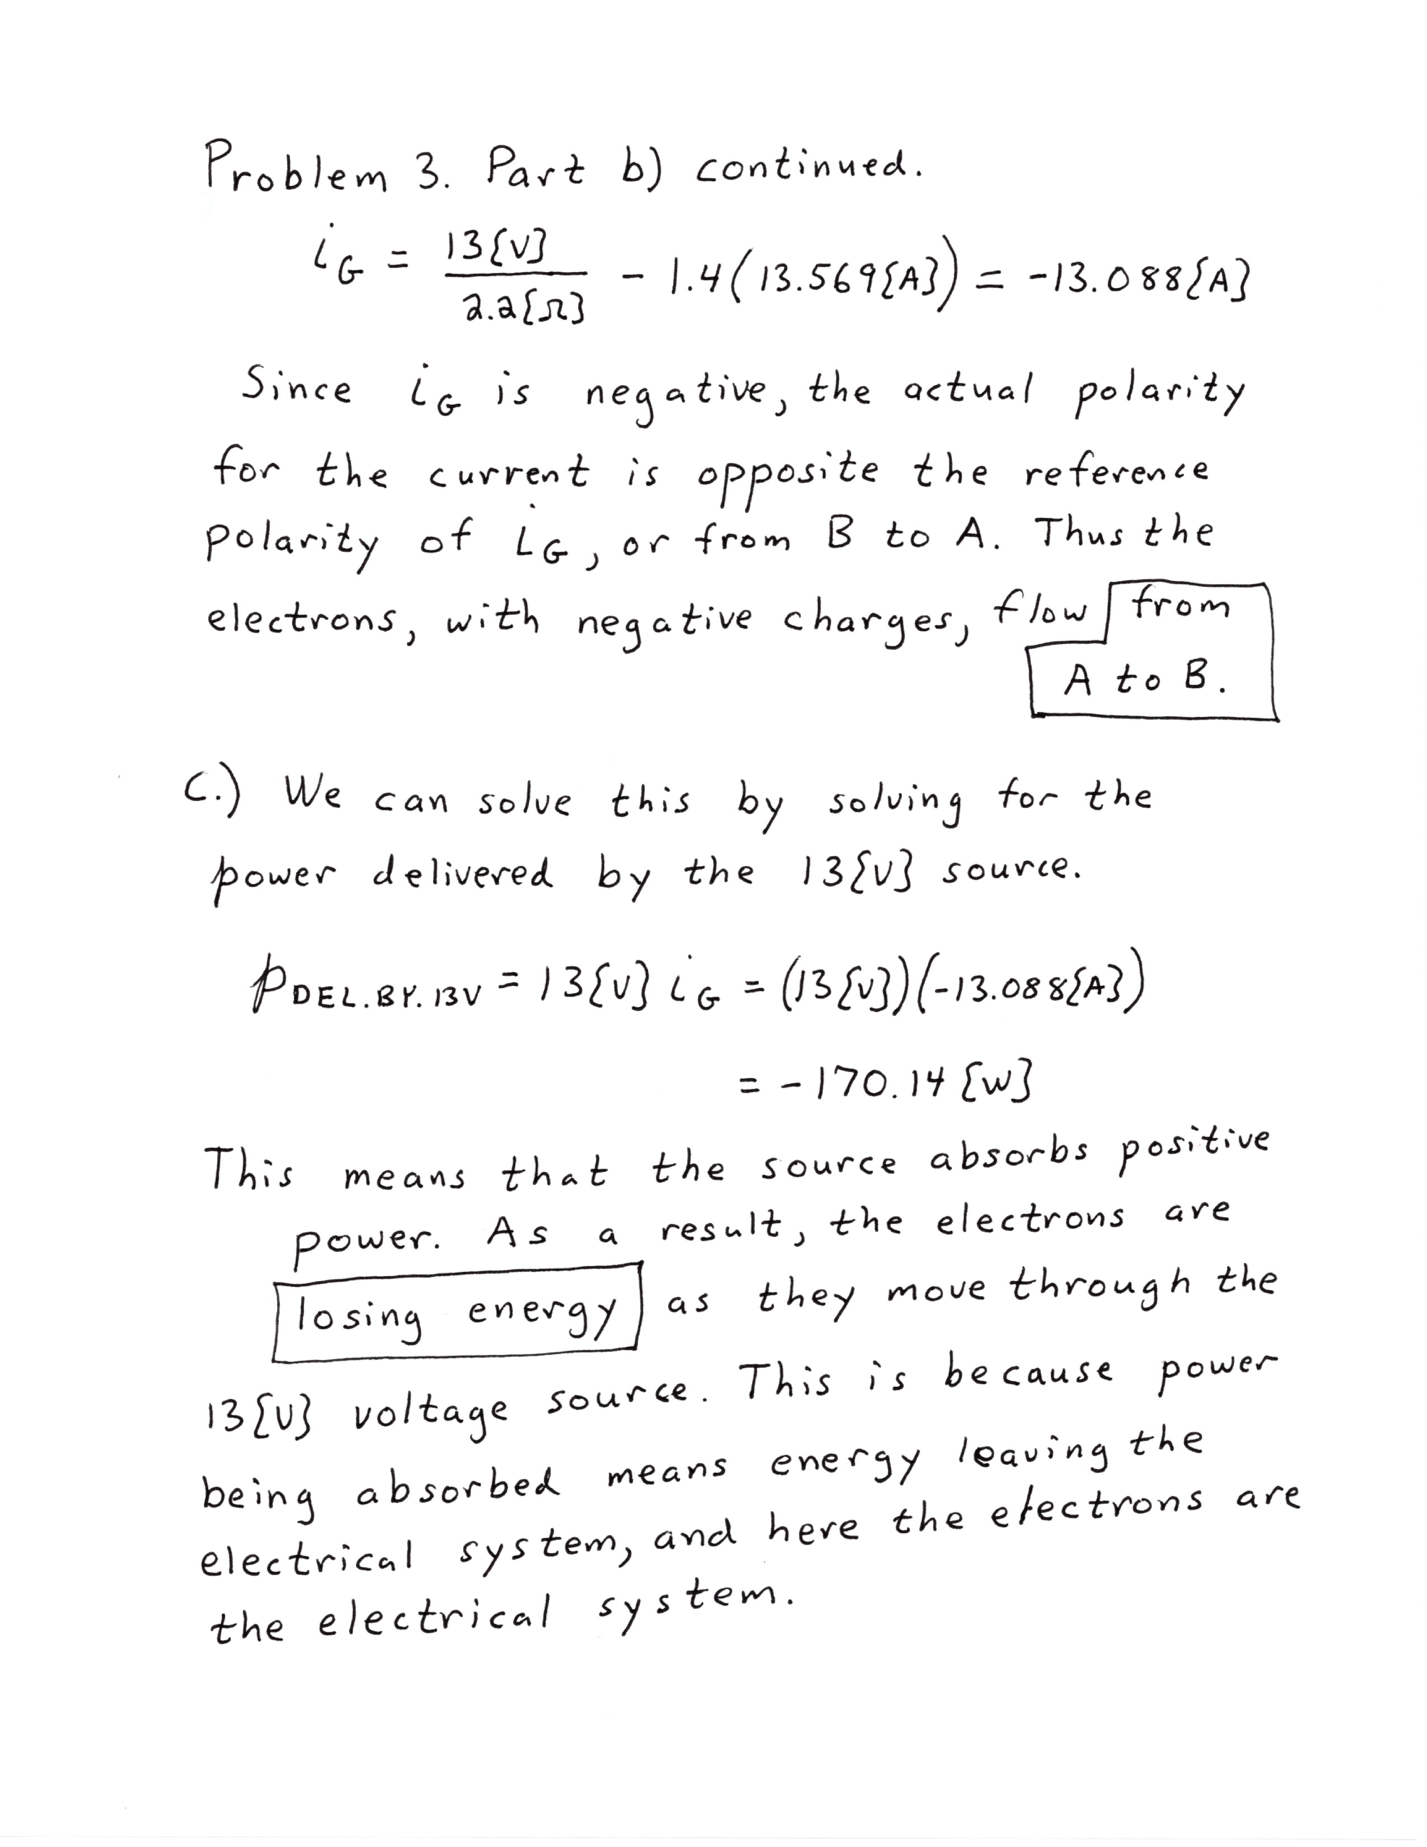 Problem 3. Part b) continued.
iG = 13{V} / 2.2{Ω} - 1.4(13.569{A}) = -13.088{A}
Since iG is negative, the actual polarity
for the current is opposite the reference
polarity of iG, or from B to A. Thus the
electrons, with negative charges, flow from
A to B.
C.) We can solve this by solving for the
power delivered by the 13{V} source.
PDEL.BY.13V = 13{V} iG = (13{V})(-13.088{A})
= -170.14 {W}
This means that the source absorbs positive
power. As a result, the electrons are
losing energy as they move through the
13{V} voltage source. This is because power
being absorbed means energy leaving the
electrical system, and here the electrons are
the electrical system.